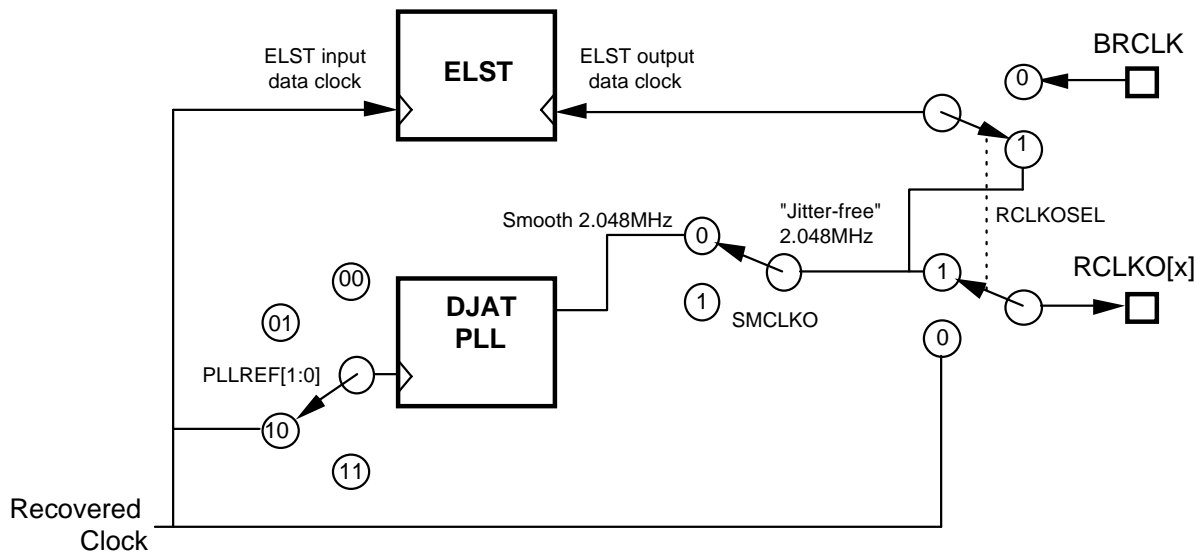 BRCLK
ELST input
data clock
ELST
ELST output
data clock
0
1
Smooth 2.048MHz
0
"Jitter-free"
2.048MHz
RCLKOSEL
RCLKO[x]
00
01
DJAT
PLL
1
SMCLKO
1
0
PLLREF[1:0]
10
11
Recovered
Clock